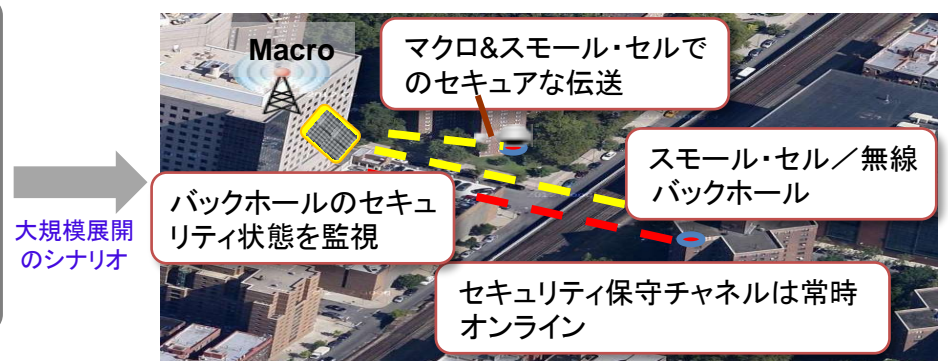 Macro
マクロ&スモール・セルで
のセキュアな伝送
スモール・セル／無線
バックホール
バックホールのセキュ
リティ状態を監視
大規模展開
のシナリオ
セキュリティ保守チャネルは常時
オンライン